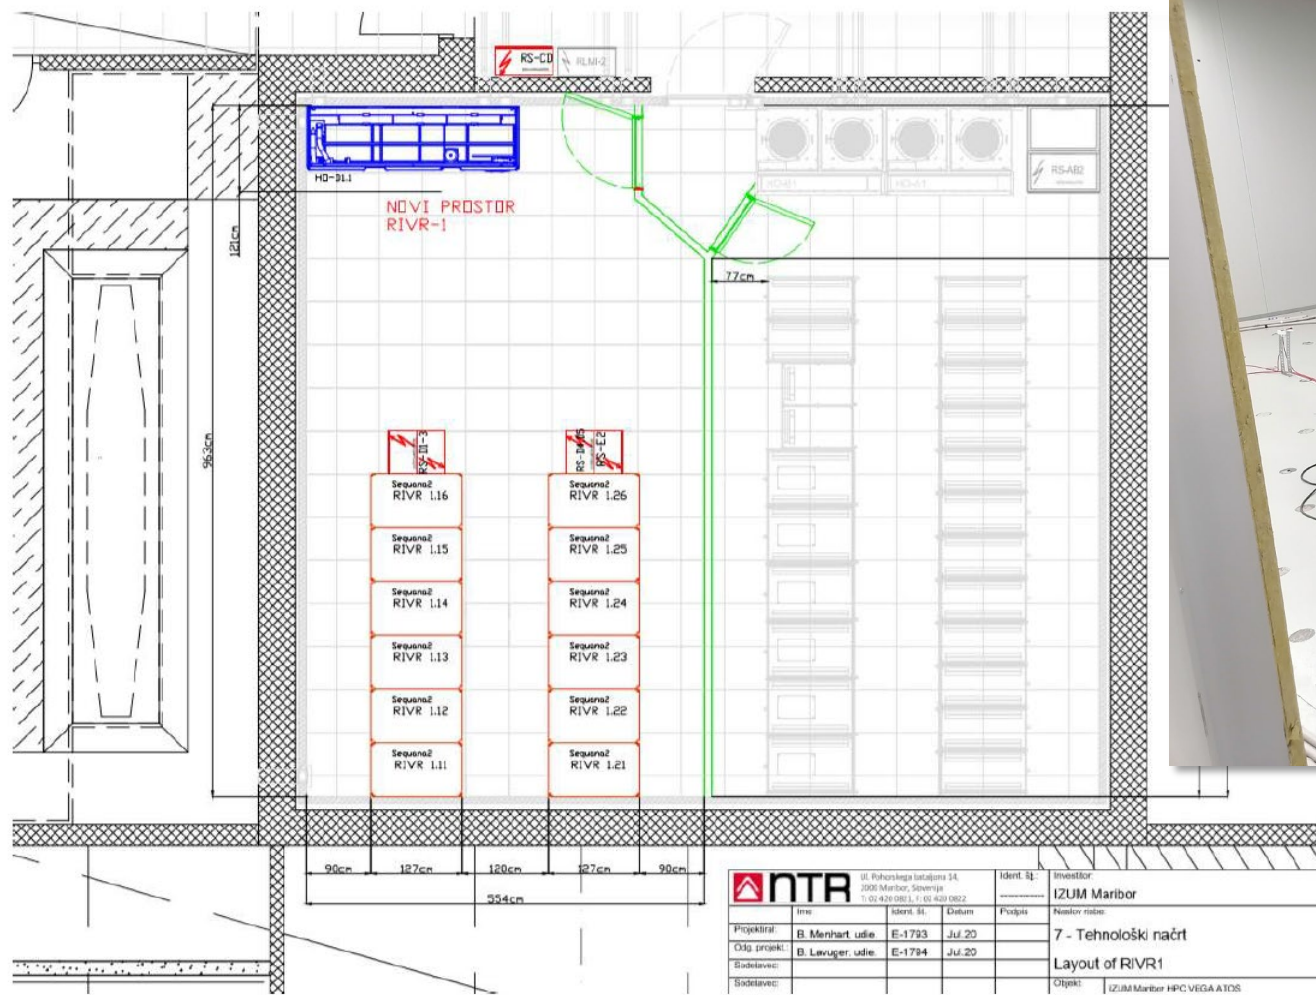 RS-CD
RLMI-2
HD-D1.1
NOVI PROSTOR
RIVR-1
RS-AB2
121cm
77cm
963cm
RS-D1-3
RS-E2
Sequana2
RIVR 1.16
Sequana2
RIVR 1.26
Sequana2
RIVR 1.15
Sequana2
RIVR 1.25
Sequana2
RIVR 1.14
Sequana2
RIVR 1.24
Sequana2
RIVR 1.13
Sequana2
RIVR 1.23
Sequana2
RIVR 1.12
Sequana2
RIVR 1.22
Sequana2
RIVR 1.11
Sequana2
RIVR 1.21
90cm
127cm
120cm
127cm
90cm
554cm
NTR
Ul. Pohorskega bataljona 14,
2000 Maribor, Slovenija
Ident. št.:
Investitor:
IZUM Maribor
Ime
Ident. št.
Datum
Podpis
Naslov risbe:
Projektiral:
B. Menhart, udie.
E-1793
Jul.20
7 - Tehnološki načrt
Odg. projekt.:
B. Lavuger, udie.
E-1794
Jul.20
Layout of RIVR1
Sodelavec:
Sodelavec:
Objekt:
IZUM Maribor HPC VEGA ATOS